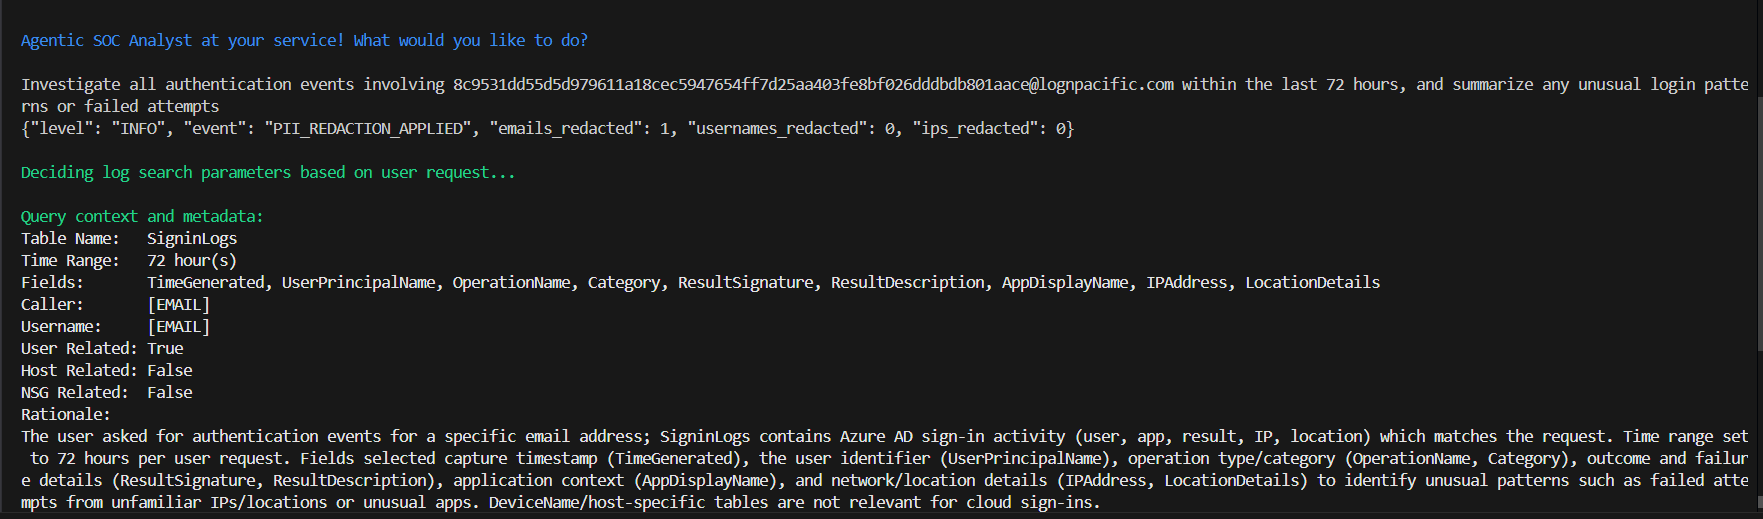 Agentic SOC Analyst at your service! What would you like to do?
Investigate all authentication events involving 8c9531dd55d5d979611a18cec5947654ff7d25aa403fe8bf026dddbdb801aace@lognpacific.com within the last 72 hours, and summarize any unusual login patte
rns or failed attempts
{"level": "INFO", "event": "PII_REDACTION_APPLIED", "emails_redacted": 1, "usernames_redacted": 0, "ips_redacted": 0}
Deciding log search parameters based on user request...
Query context and metadata:
Table Name:   SigninLogs
Time Range:   72 hour(s)
Fields:       TimeGenerated, UserPrincipalName, OperationName, Category, ResultSignature, ResultDescription, AppDisplayName, IPAddress, LocationDetails
Caller:       [EMAIL]
Username:     [EMAIL]
User Related: True
Host Related: False
NSG Related:  False
Rationale:
The user asked for authentication events for a specific email address; SigninLogs contains Azure AD sign-in activity (user, app, result, IP, location) which matches the request. Time range set
 to 72 hours per user request. Fields selected capture timestamp (TimeGenerated), the user identifier (UserPrincipalName), operation type/category (OperationName, Category), outcome and failur
e details (ResultSignature, ResultDescription), application context (AppDisplayName), and network/location details (IPAddress, LocationDetails) to identify unusual patterns such as failed atte
mpts from unfamiliar IPs/locations or unusual apps. DeviceName/host-specific tables are not relevant for cloud sign-ins.